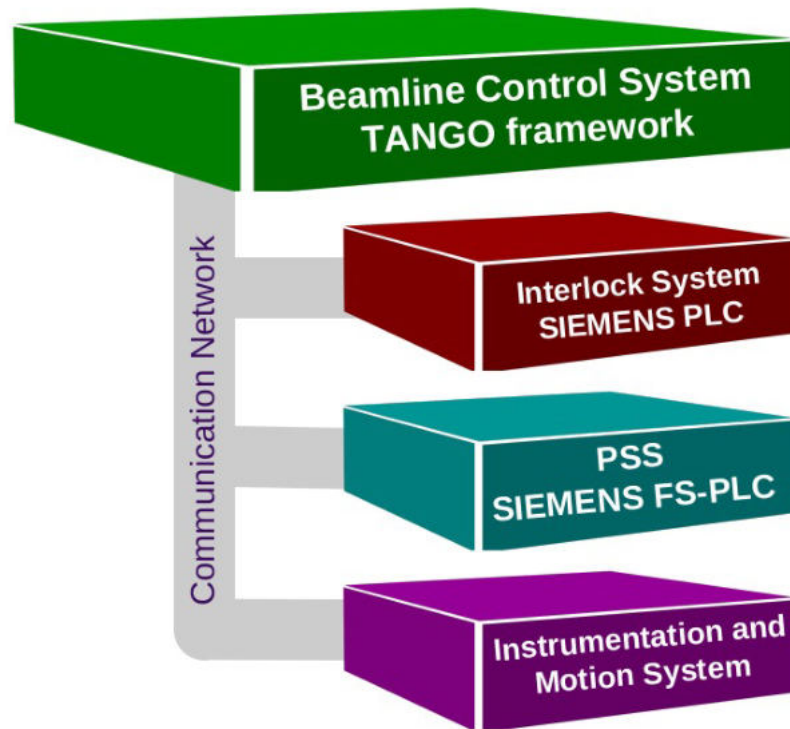 Beamline Control System
TANGO framework
Communication Network
Interlock System
SIEMENS PLC
PSS
SIEMENS FS-PLC
Instrumentation and
Motion System